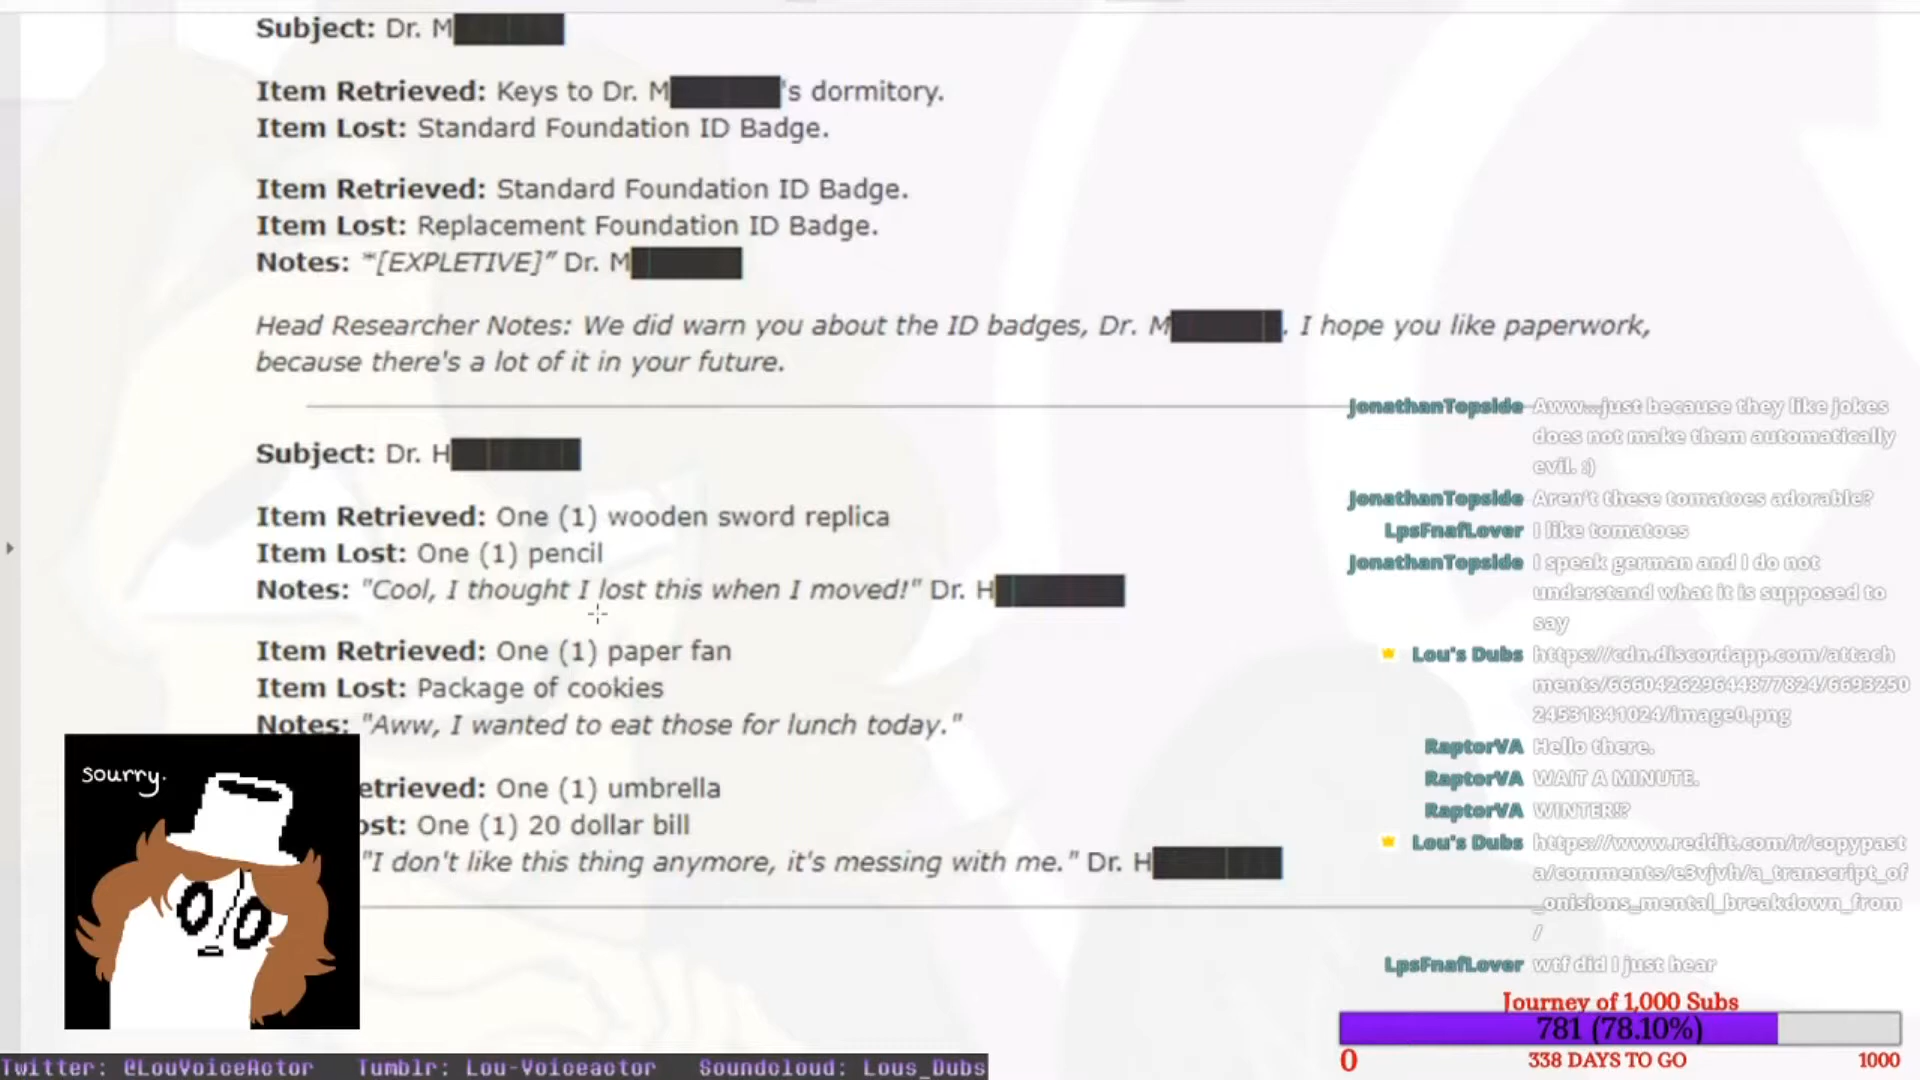 Subject: Dr. M
Item Retrieved: Keys to Dr. M 's dormitory.
Item Lost: Standard Foundation ID Badge.
Item Retrieved: Standard Foundation ID Badge.
Item Lost: Replacement Foundation ID Badge.
Notes: "[EXPLETIVE]" Dr. M
Head Researcher Notes: We did warn you about the ID badges, Dr. M . I hope you like paperwork,
because there's a lot of it in your future.
Subject: Dr. H
Item Retrieved: One (1) wooden sword replica
Item Lost: One (1) pencil
Notes: "Cool, I thought I lost this when I moved!" Dr. H
Item Retrieved: One (1) paper fan
Item Lost: Package of cookies
Notes: "Aww, I wanted to eat those for lunch today."
etrieved: One (1) umbrella
ost: One (1) 20 dollar bill
"I don't like this thing anymore, it's messing with me." Dr. H
sourry.
JonathanTopside Aww...just because they like jokes
does not make them automatically
evil. :)
JonathanTopside Aren't these tomatoes adorable?
LpsFnafLover I like tomatoes
JonathanTopside I speak german and I do not
understand what it is supposed to
say
Lou's Dubs https://cdn.discordapp.com/attach
ments/666042629644877824/6693250
24531841024/image0.png
RaptorVA Hello there.
RaptorVA WAIT A MINUTE.
RaptorVA WINTER!?
Lou's Dubs https://www.reddit.com/r/copypast
a/comments/e3vjvh/a_transcript_of
_onisions_mental_breakdown_from
/
LpsFnafLover wtf did I just hear
Journey of 1,000 Subs
781 (78.10%)
0 338 DAYS TO GO 1000
Twitter: @LouVoiceActor Tumblr: Lou-Voiceactor Soundcloud: Lous_Dubs